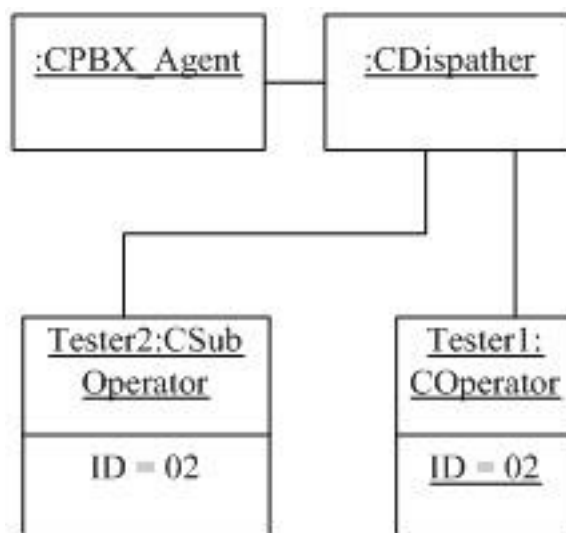 :CPBX_Agent
:CDispather
Tester2:CSub
Operator
ID = 02
Tester1:
COperator
ID = 02